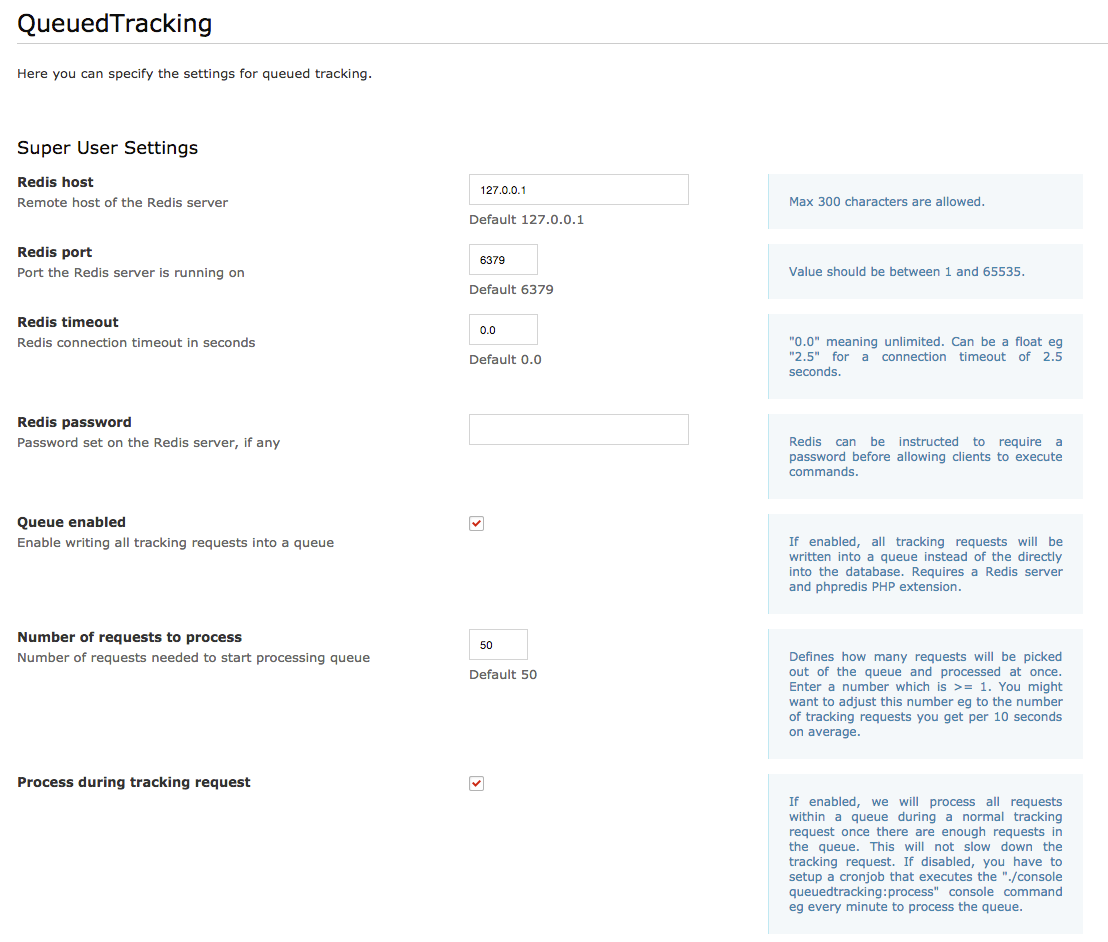 QueuedTracking
Here you can specify the settings for queued tracking.
Super User Settings
Redis host
Remote host of the Redis server
127.0.0.1
Default 127.0.0.1
Max 300 characters are allowed.
Redis port
Port the Redis server is running on
6379
Default 6379
Value should be between 1 and 65535.
Redis timeout
Redis connection timeout in seconds
0.0
Default 0.0
"0.0" meaning unlimited. Can be a float eg
"2.5" for a connection timeout of 2.5
seconds.
Redis password
Password set on the Redis server, if any
Redis can be instructed to require a
password before allowing clients to execute
commands.
Queue enabled
Enable writing all tracking requests into a queue
If enabled, all tracking requests will be
written into a queue instead of the directly
into the database. Requires a Redis server
and phpredis PHP extension.
Number of requests to process
Number of requests needed to start processing queue
50
Default 50
Defines how many requests will be picked
out of the queue and processed at once.
Enter a number which is >= 1. You might
want to adjust this number eg to the number
of tracking requests you get per 10 seconds
on average.
Process during tracking request
If enabled, we will process all requests
within a queue during a normal tracking
request once there are enough requests in
the queue. This will not slow down the
tracking request. If disabled, you have to
setup a cronjob that executes the "./console
queuedtracking:process" console command
eg every minute to process the queue.